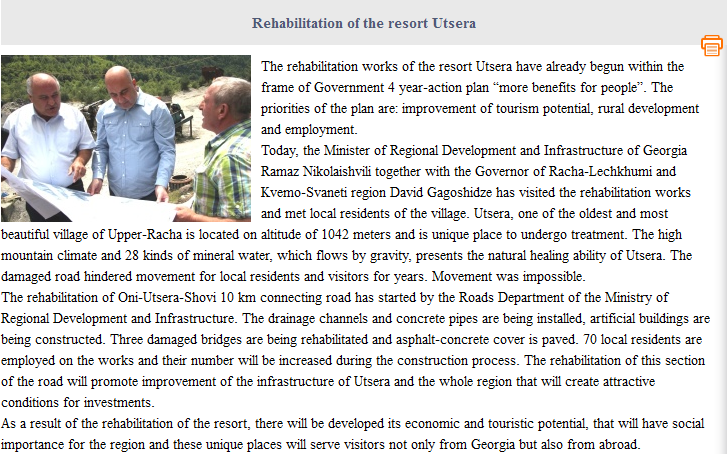 Rehabilitation of the resort Utsera
The rehabilitation works of the resort Utsera have already begun within the
frame of Government 4 year-action plan “more benefits for people”. The
priorities of the plan are: improvement of tourism potential, rural development
and employment.
Today, the Minister of Regional Development and Infrastructure of Georgia
Ramaz Nikolaishvili together with the Governor of Racha-Lechkhumi and
Kvemo-Svaneti region David Gagoshidze has visited the rehabilitation works
and met local residents of the village. Utsera, one of the oldest and most
beautiful village of Upper-Racha is located on altitude of 1042 meters and is unique place to undergo treatment. The high
mountain climate and 28 kinds of mineral water, which flows by gravity, presents the natural healing ability of Utsera. The
damaged road hindered movement for local residents and visitors for years. Movement was impossible.
The rehabilitation of Oni-Utsera-Shovi 10 km connecting road has started by the Roads Department of the Ministry of
Regional Development and Infrastructure. The drainage channels and concrete pipes are being installed, artificial buildings are
being constructed. Three damaged bridges are being rehabilitated and asphalt-concrete cover is paved. 70 local residents are
employed on the works and their number will be increased during the construction process. The rehabilitation of this section
of the road will promote improvement of the infrastructure of Utsera and the whole region that will create attractive
conditions for investments.
As a result of the rehabilitation of the resort, there will be developed its economic and touristic potential, that will have social
importance for the region and these unique places will serve visitors not only from Georgia but also from abroad.